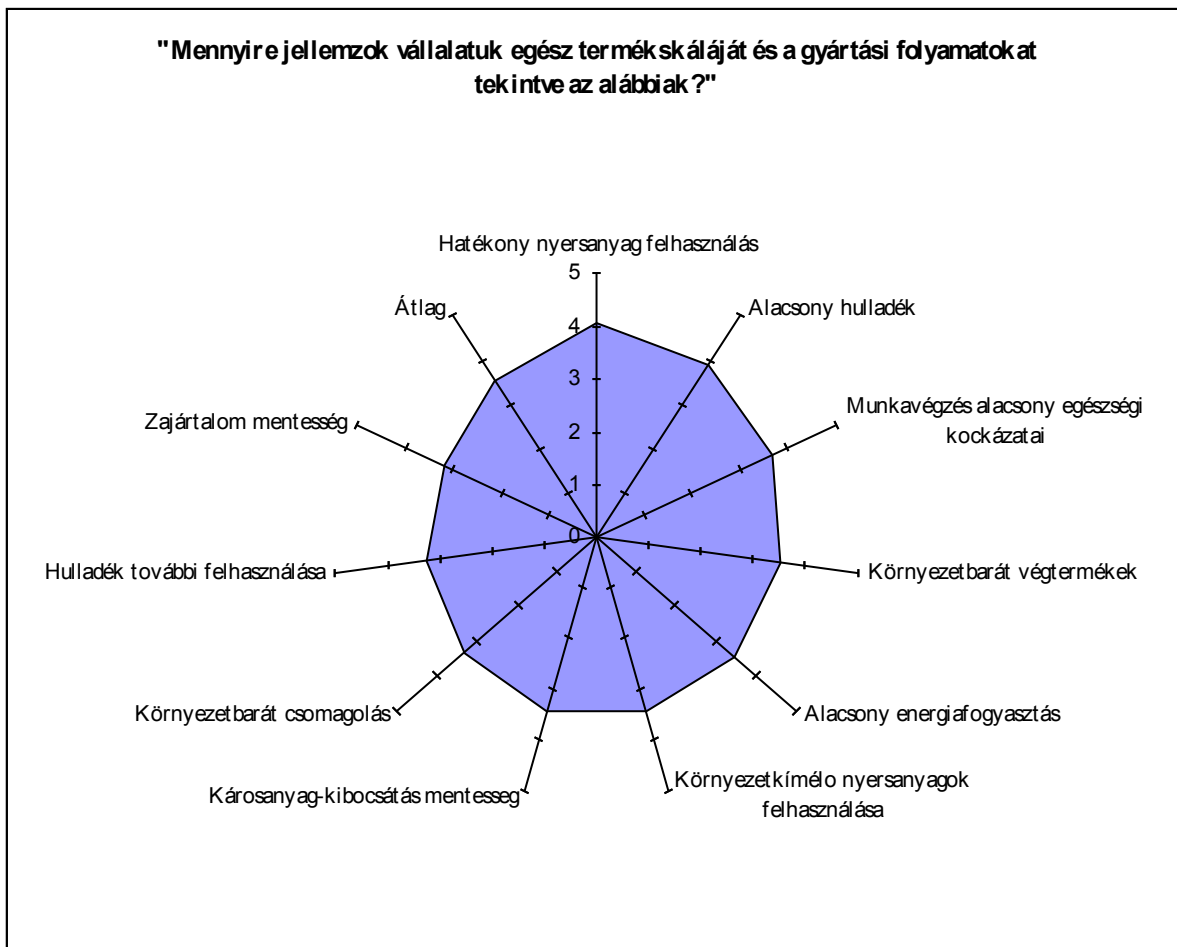 "Mennyire jellemzok vállalatuk egész termékskáláját és a gyártási folyamatokat
tekintve az alábbiak?"
Hatékony nyersanyag felhasználás
5
4
3
2
1
0
Alacsony hulladék
Munkavégzés alacsony egészségi
kockázatai
Környezetbarát végtermékek
Alacsony energiafogyasztás
Környezetkímélo nyersanyagok
felhasználása
Károsanyag-kibocsátás mentesseg
Környezetbarát csomagolás
Hulladék további felhasználása
Zajártalom mentesség
Átlag